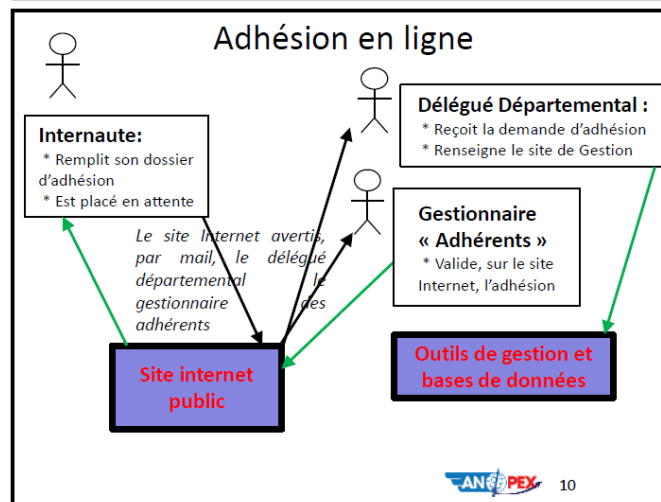 Adhésion en ligne
Internaute:
* Remplit son dossier
d'adhésion
* Est placé en attente
Délégué Départemental :
* Reçoit la demande d'adhésion
* Renseigne le site de Gestion
Gestionnaire
« Adhérents »
* Valide, sur le site
Internet, l'adhésion
Le site Internet avertis,
par mail, le délégué
départemental le
gestionnaire des
adhérents
Site internet
public
Outils de gestion et
bases de données
ANOPEX
10